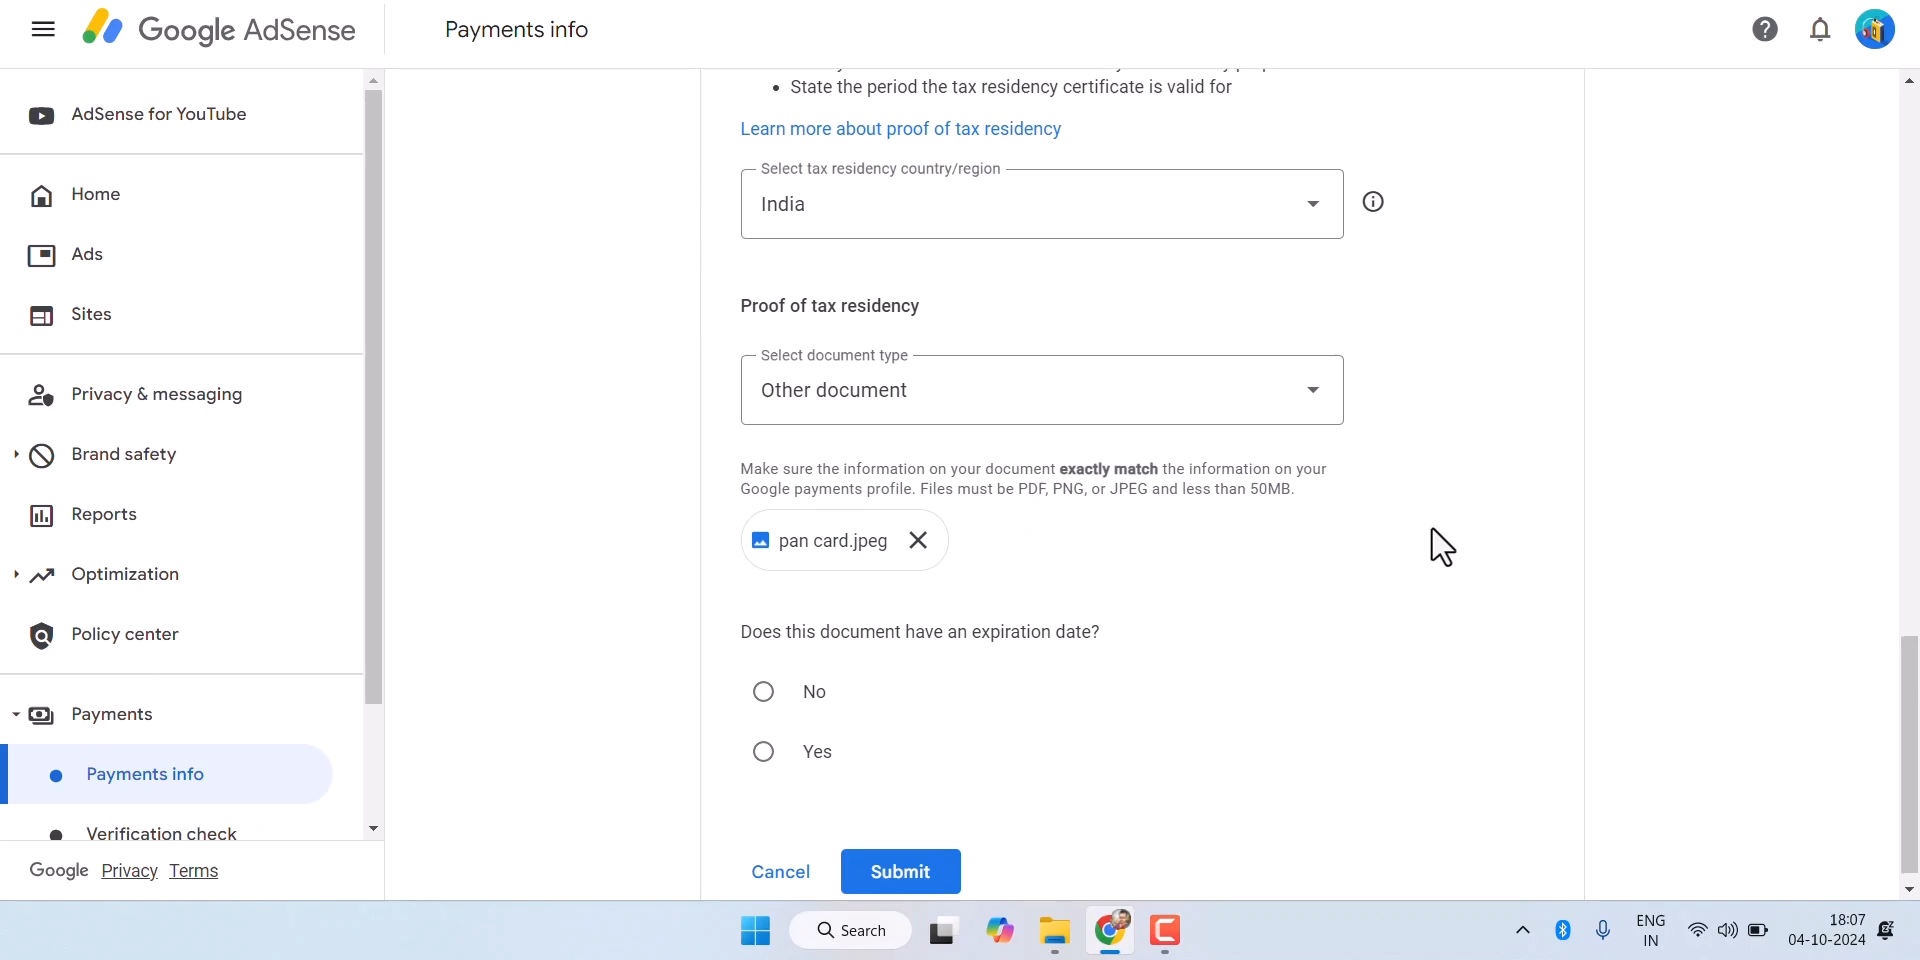 Google AdSense
Payments info
AdSense for YouTube
Home
Ads
Sites
Privacy & messaging
Brand safety
Reports
Optimization
Policy center
Payments
Payments info
Verification check
Google Privacy Terms
• State the period the tax residency certificate is valid for
Learn more about proof of tax residency
Select tax residency country/region
India
Proof of tax residency
Select document type
Other document
Make sure the information on your document exactly match the information on your
Google payments profile. Files must be PDF, PNG, or JPEG and less than 50MB.
pan card.jpeg
Does this document have an expiration date?
No
Yes
Cancel
Submit
Search
ENG
IN
18:07
04-10-2024